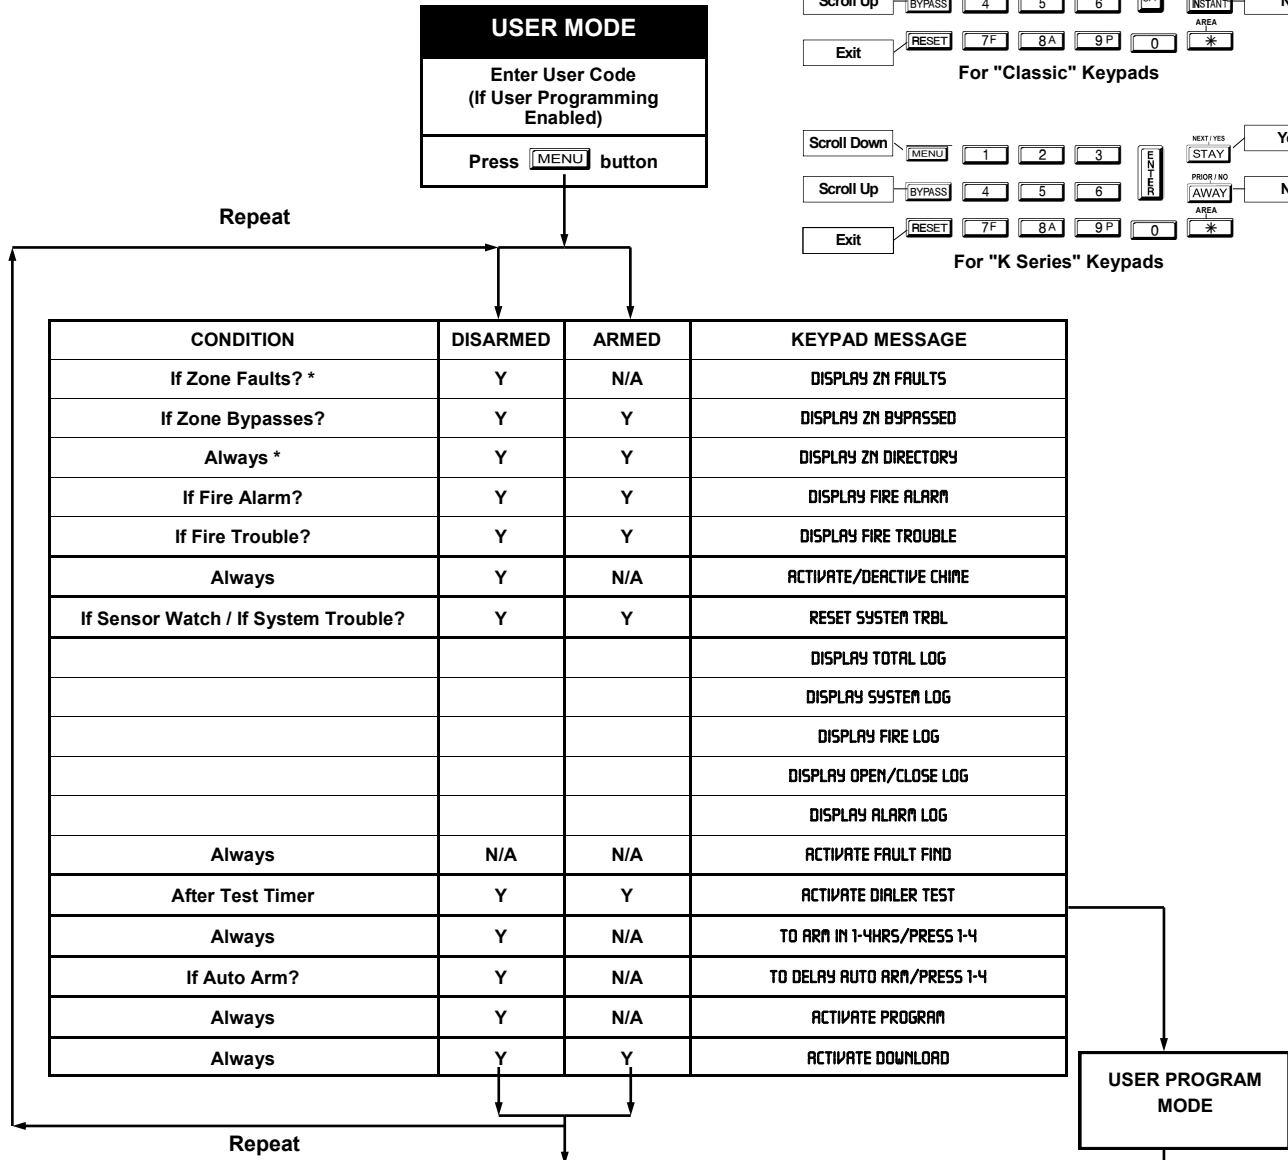 USER MODE
Enter User Code
(If User Programming
Enabled)
Press MENU button
Scroll Up BYPASS 4 5 6 INSTANT
AREA
Exit RESET 7F 8A 9P 0 *
For "Classic" Keypads
NEXT / YES
Scroll Down MENU 1 2 3 ENTER STAY
PRIOR / NO
Scroll Up BYPASS 4 5 6 AWAY
AREA
Exit RESET 7F 8A 9P 0 *
For "K Series" Keypads
Repeat
CONDITION DISARMED ARMED KEYPAD MESSAGE
If Zone Faults? * Y N/A DISPLAY ZN FAULTS
If Zone Bypasses? Y Y DISPLAY ZN BYPASSED
Always * Y Y DISPLAY ZN DIRECTORY
If Fire Alarm? Y Y DISPLAY FIRE ALARM
If Fire Trouble? Y Y DISPLAY FIRE TROUBLE
Always Y N/A ACTIVATE/DEACTIVE CHIME
If Sensor Watch / If System Trouble? Y Y RESET SYSTEM TRBL
DISPLAY TOTAL LOG
DISPLAY SYSTEM LOG
DISPLAY FIRE LOG
DISPLAY OPEN/CLOSE LOG
DISPLAY ALARM LOG
Always N/A N/A ACTIVATE FAULT FIND
After Test Timer Y Y ACTIVATE DIALER TEST
Always Y N/A TO ARM IN 1-4HRS/PRESS 1-4
If Auto Arm? Y N/A TO DELAY AUTO ARM/PRESS 1-4
Always Y N/A ACTIVATE PROGRAM
Always Y Y ACTIVATE DOWNLOAD
USER PROGRAM
MODE
Repeat